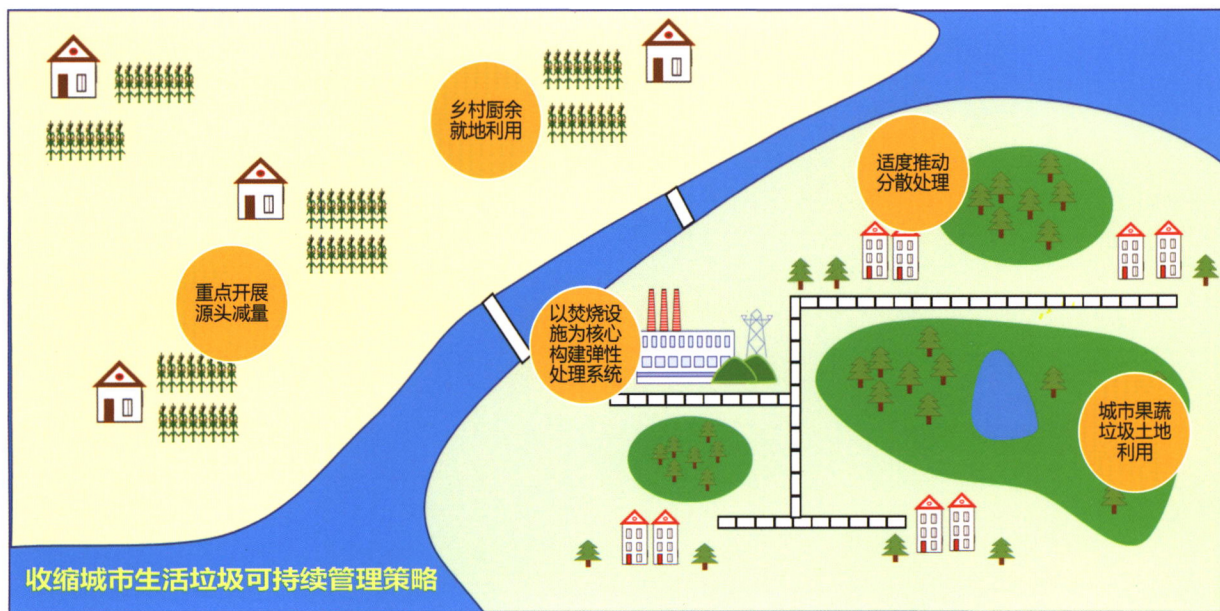 乡村厨余
就地利用
适度推动
分散处理
重点开展
源头减量
以焚烧设
施为核心
构建弹性
处理系统
城市果蔬
垃圾土地
利用
收缩城市生活垃圾可持续管理策略